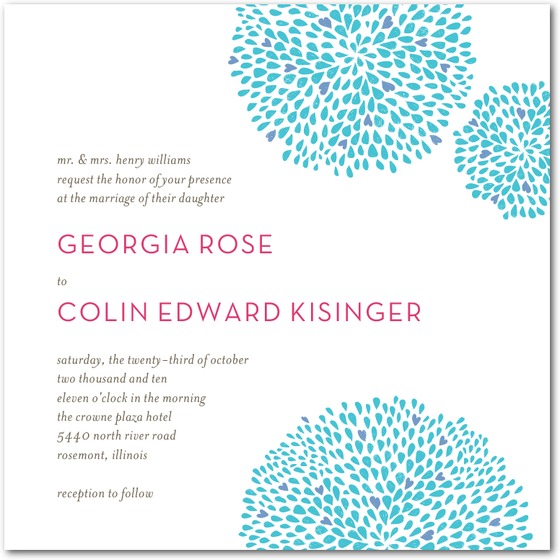 mr. & mrs. henry williams
request the honor of your presence
at the marriage of their daughter
GEORGIA ROSE
to
COLIN EDWARD KISINGER
saturday, the twenty-third of october
two thousand and ten
eleven o'clock in the morning
the crowne plaza hotel
5440 north river road
rosemont, illinois
reception to follow